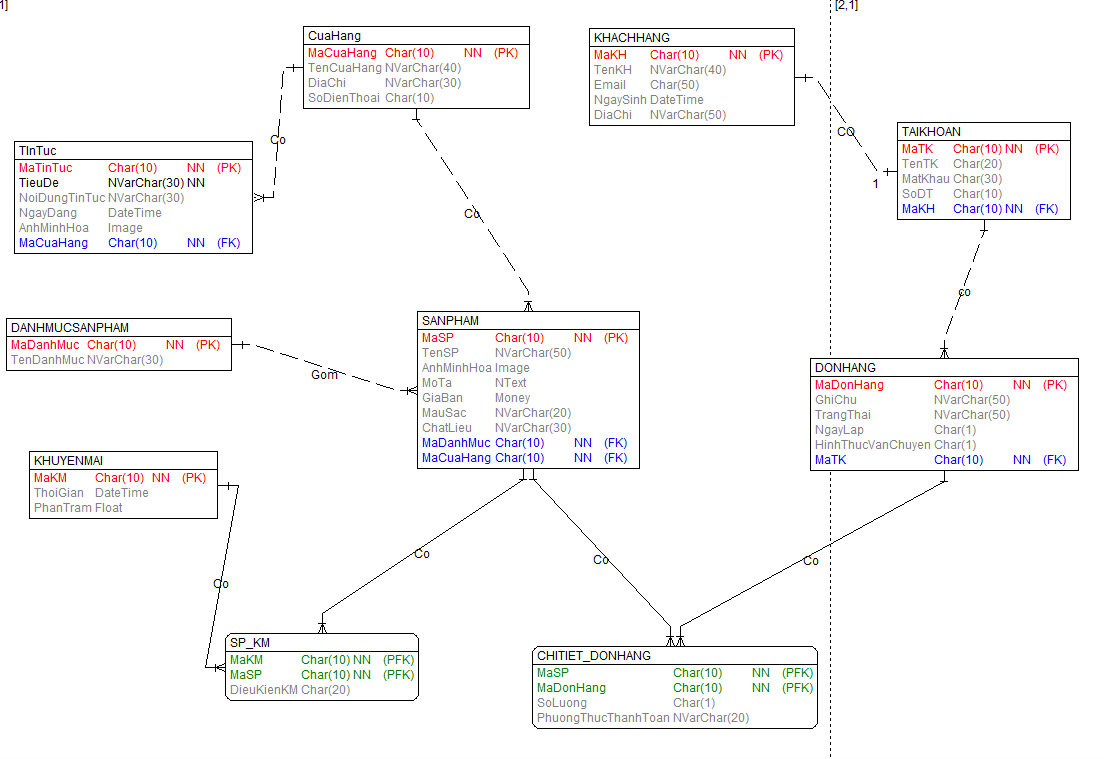 1]
[2,1]
CuaHang
MaCuaHang Char(10) NN (PK)
TenCuaHang NVarChar(40)
DiaChi NVarChar(30)
SoDienThoai Char(10)
KHACHHANG
MaKH Char(10) NN (PK)
TenKH NVarChar(40)
Email Char(50)
NgaySinh DateTime
DiaChi NVarChar(50)
Co
CO
1
TAIKHOAN
MaTK Char(10) NN (PK)
TenTK Char(20)
MatKhau Char(30)
SoDT Char(10)
MaKH Char(10) NN (FK)
TInTuc
MaTinTuc Char(10) NN (PK)
TieuDe NVarChar(30) NN
NoiDungTinTuc NVarChar(30)
NgayDang DateTime
AnhMinhHoa Image
MaCuaHang Char(10) NN (FK)
Co
co
DANHMUCSANPHAM
MaDanhMuc Char(10) NN (PK)
TenDanhMuc NVarChar(30)
Gom
SANPHAM
MaSP Char(10) NN (PK)
TenSP NVarChar(50)
AnhMinhHoa Image
MoTa NText
GiaBan Money
MauSac NVarChar(20)
ChatLieu NVarChar(30)
MaDanhMuc Char(10) NN (FK)
MaCuaHang Char(10) NN (FK)
DONHANG
MaDonHang Char(10) NN (PK)
GhiChu NVarChar(50)
TrangThai NVarChar(50)
NgayLap Char(1)
HinhThucVanChuyen Char(1)
MaTK Char(10) NN (FK)
KHUYENMAI
MaKM Char(10) NN (PK)
ThoiGian DateTime
PhanTram Float
Co
Co
Co
Co
SP_KM
MaKM Char(10) NN (PFK)
MaSP Char(10) NN (PFK)
DieuKienKM Char(20)
CHITIET_DONHANG
MaSP Char(10) NN (PFK)
MaDonHang Char(10) NN (PFK)
SoLuong Char(1)
PhuongThucThanhToan NVarChar(20)